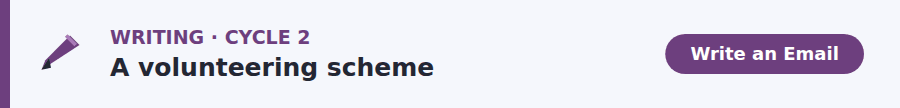 WRITING · CYCLE 2
A volunteering scheme
Write an Email